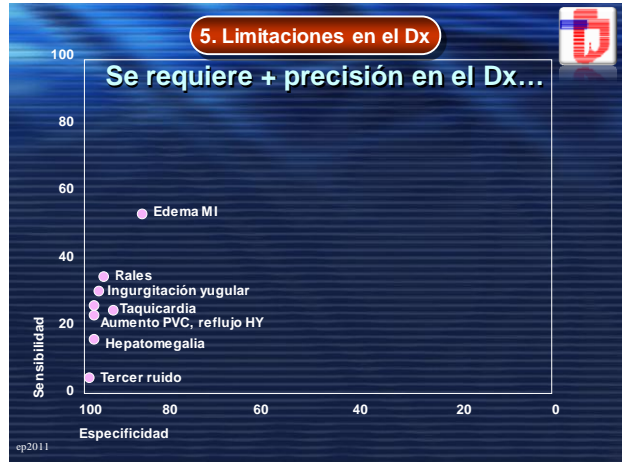 5. Limitaciones en el Dx
Se requiere + precisión en el Dx…
100
80
60
40
20
0
Sensibilidad
Edema MI
Rales
Ingurgitación yugular
Taquicardia
Aumento PVC, reflujo HY
Hepatomegalia
Tercer ruido
100 80 60 40 20 0
Especificidad
ep2011